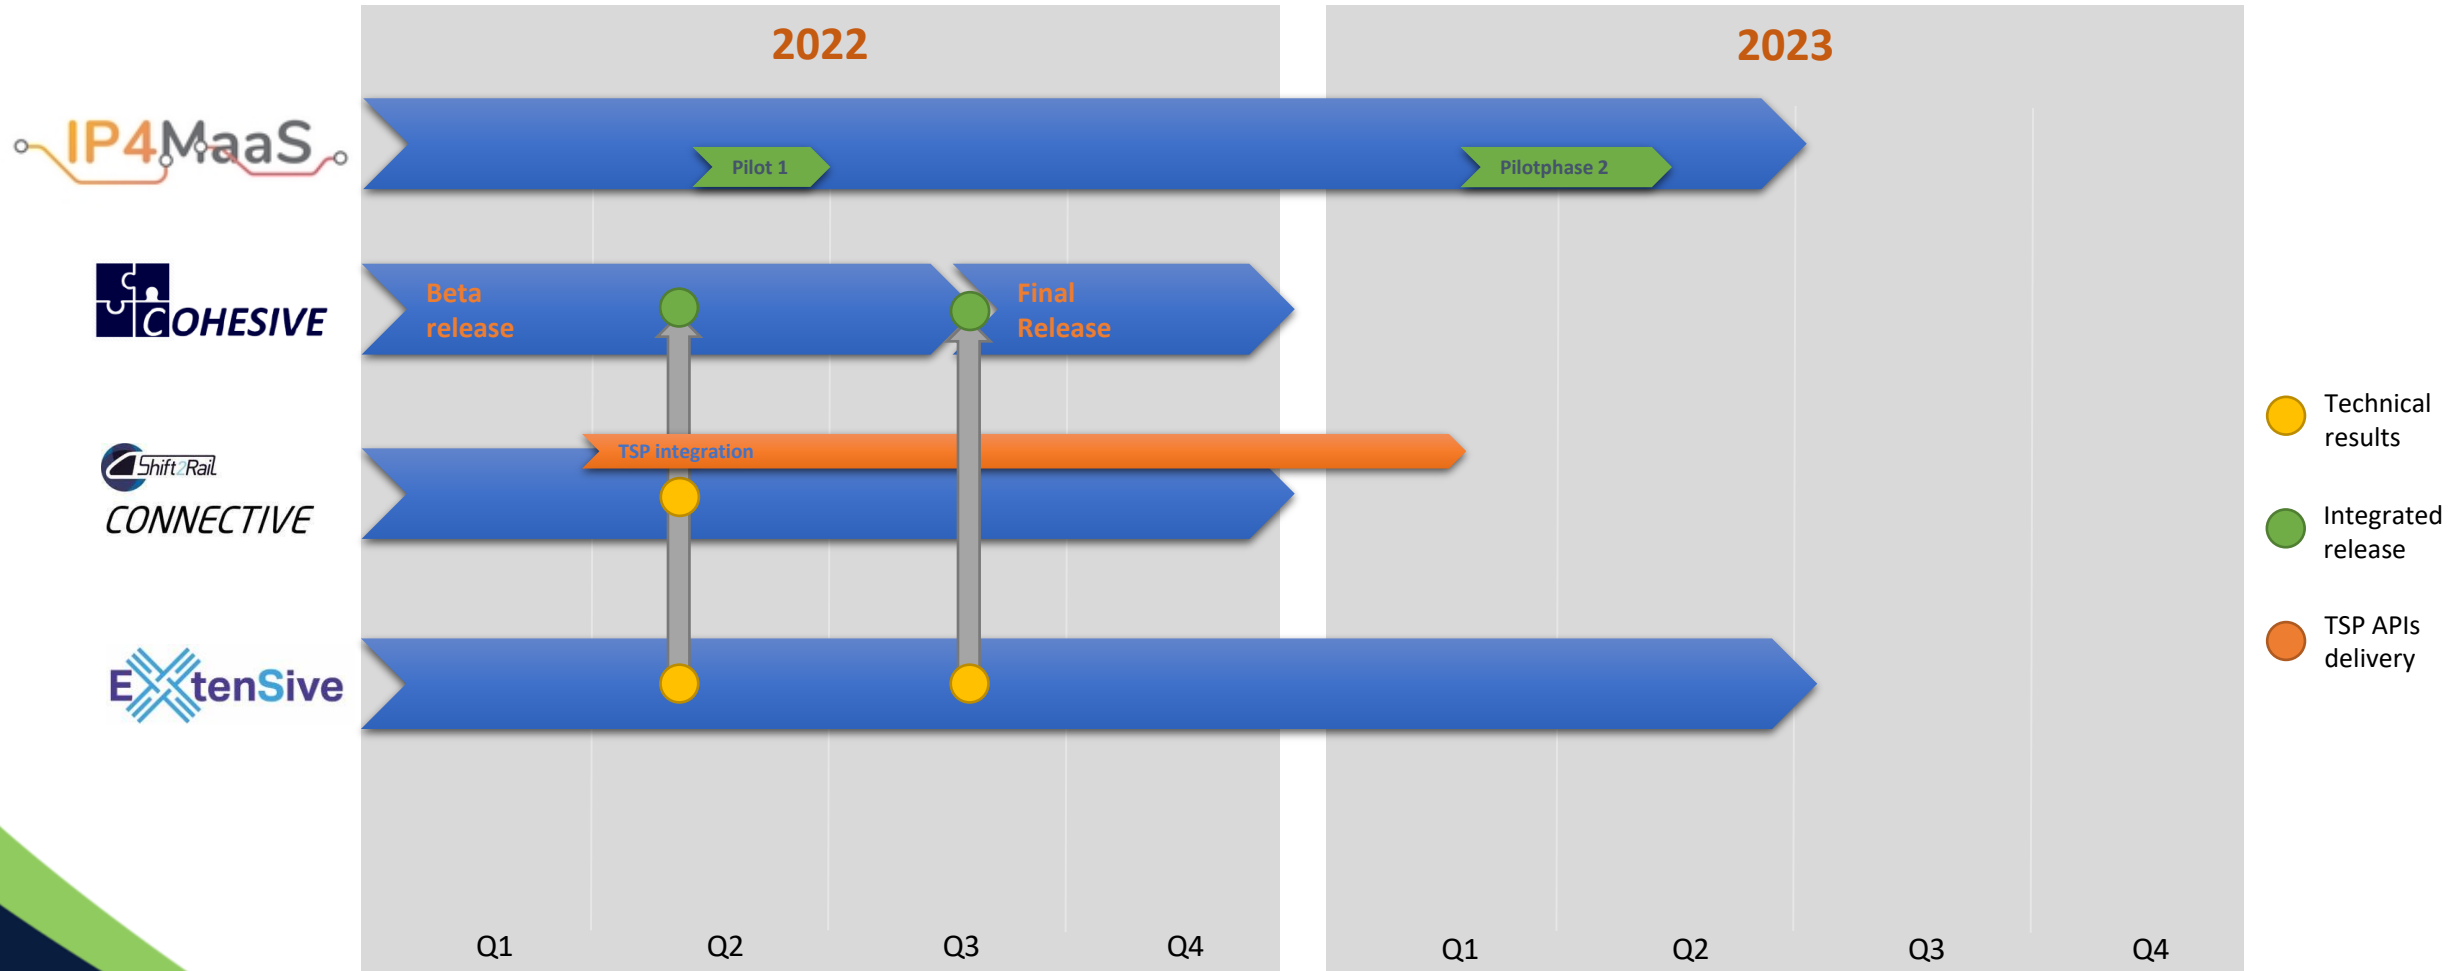 2022
2023
IP4MaaS
Pilot 1
Pilotphase 2
COHESIVE
Beta
release
Final
Release
Shift2Rail
CONNECTIVE
TSP integration
ExtenSive
Technical
results
Integrated
release
TSP APIs
delivery
Q1
Q2
Q3
Q4
Q1
Q2
Q3
Q4